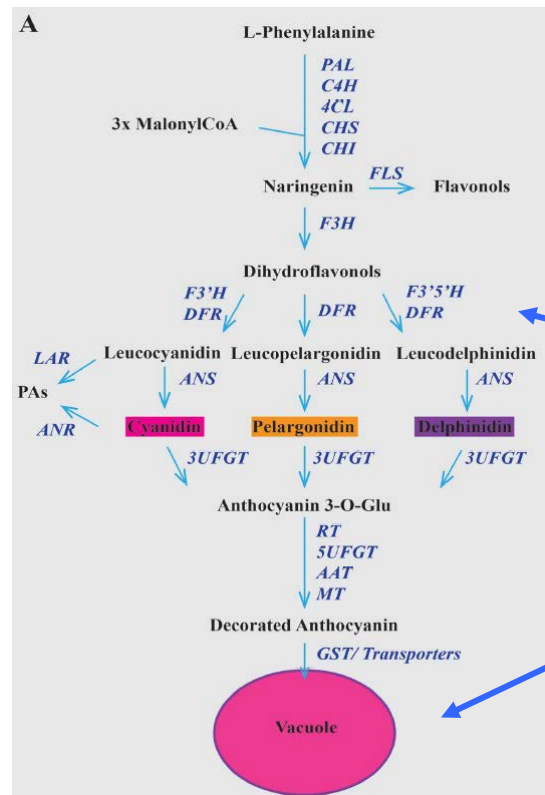 A
L-Phenylalanine
PAL
C4H
4CL
3x MalonylCoA
CHS
CHI
Naringenin
FLS
Flavonols
F3H
Dihydroflavonols
F3'H
DFR
DFR
F3'5'H
DFR
Leucocyanidin
Leucopelargonidin
Leucodelphinidin
LAR
PAs
ANR
ANS
ANS
ANS
Cyanidin
Pelargonidin
Delphinidin
3UFGT
3UFGT
3UFGT
Anthocyanin 3-O-Glu
RT
5UFGT
AAT
MT
Decorated Anthocyanin
GST/ Transporters
Vacuole